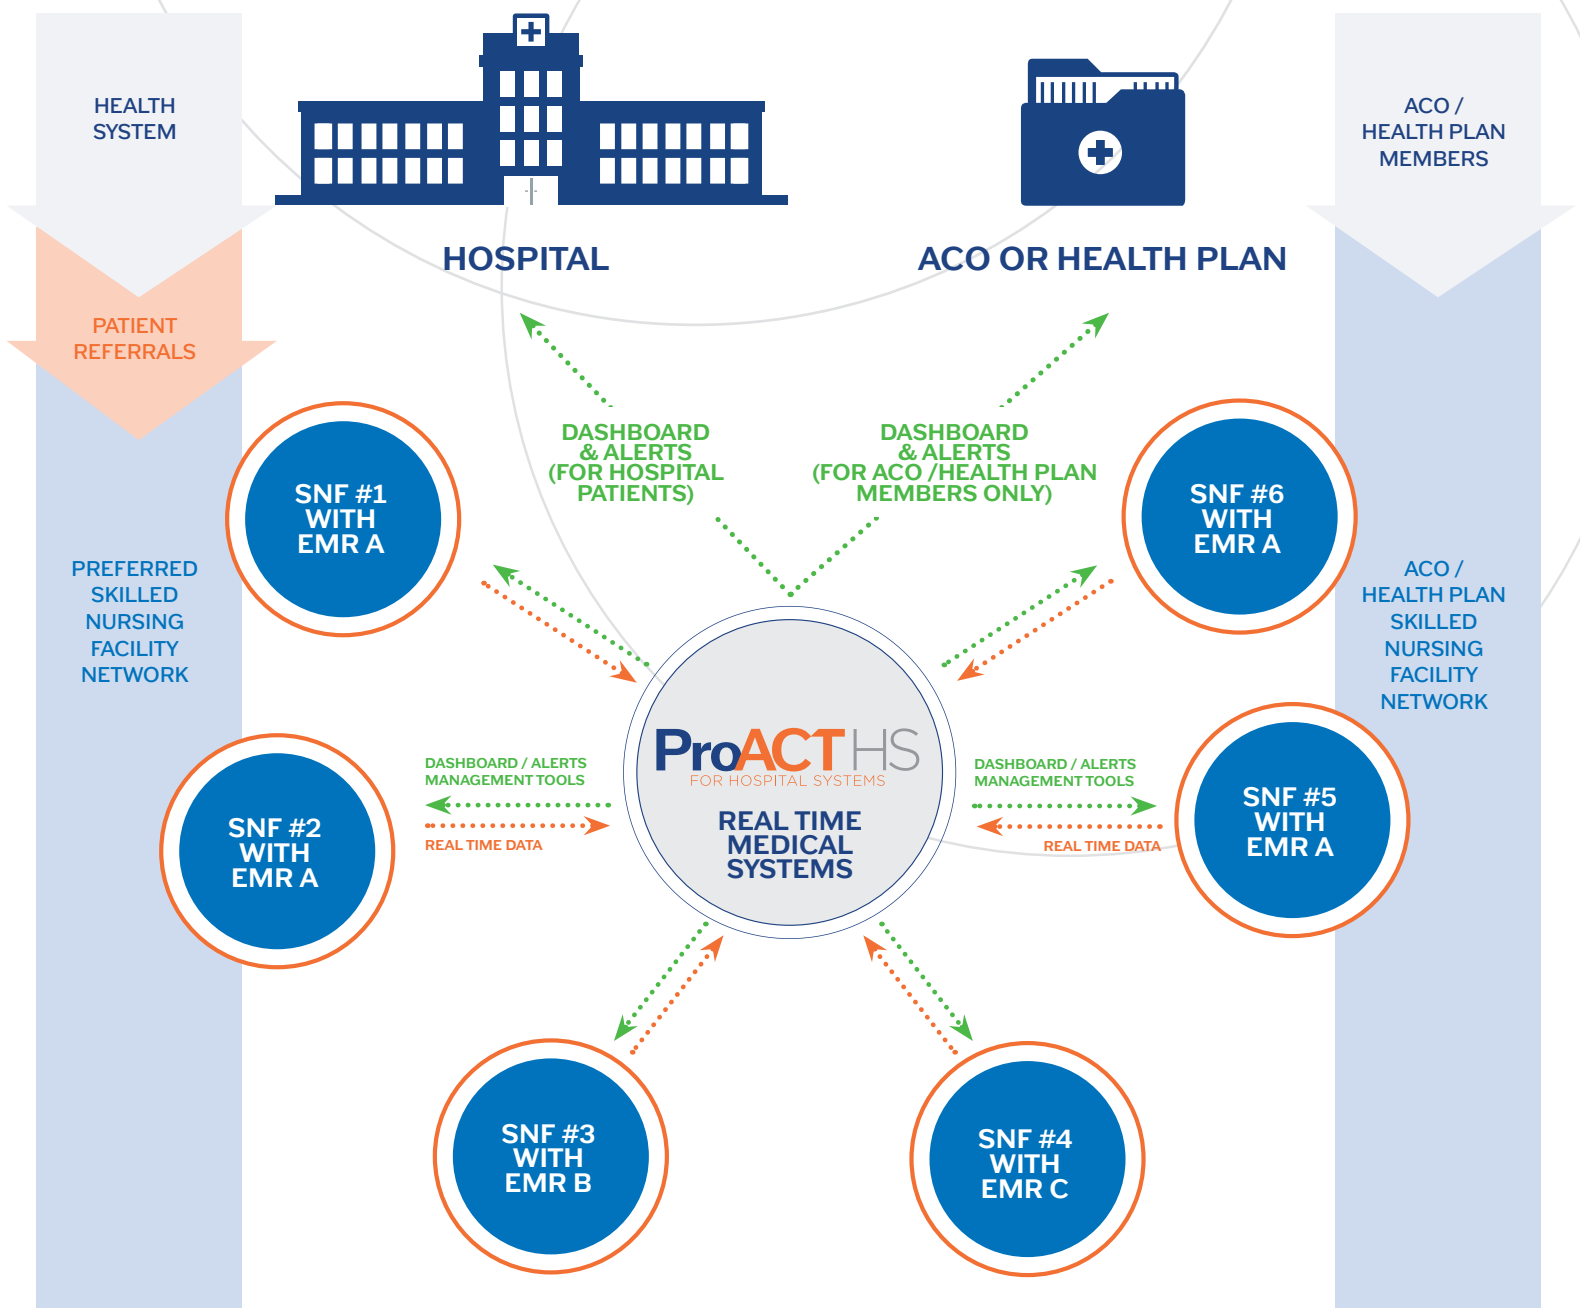 HEALTH
SYSTEM
ACO /
HEALTH PLAN
MEMBERS
HOSPITAL
ACO OR HEALTH PLAN
PATIENT
REFERRALS
DASHBOARD
& ALERTS
(FOR HOSPITAL
PATIENTS)
DASHBOARD
& ALERTS
(FOR ACO /HEALTH PLAN
MEMBERS ONLY)
SNF #1
WITH
EMR A
SNF #6
WITH
EMR A
PREFERRED
SKILLED
NURSING
FACILITY
NETWORK
ACO /
HEALTH PLAN
SKILLED
NURSING
FACILITY
NETWORK
SNF #2
WITH
EMR A
DASHBOARD / ALERTS
MANAGEMENT TOOLS
REAL TIME DATA
ProACTHS
FOR HOSPITAL SYSTEMS
REAL TIME
MEDICAL
SYSTEMS
DASHBOARD / ALERTS
MANAGEMENT TOOLS
REAL TIME DATA
SNF #5
WITH
EMR A
SNF #3
WITH
EMR B
SNF #4
WITH
EMR C